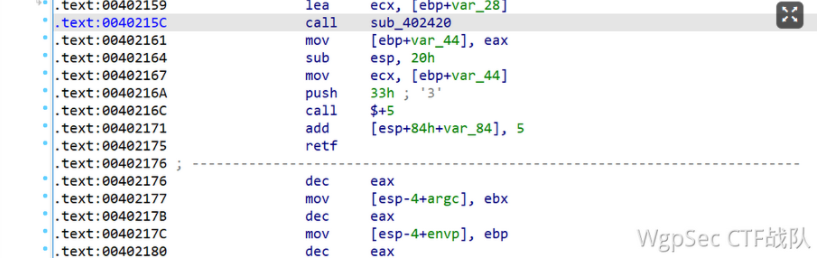 .text:00402159 lea ecx, [ebp+var_28]
.text:0040215C call sub_402420
.text:00402161 mov [ebp+var_44], eax
.text:00402164 sub esp, 20h
.text:00402167 mov ecx, [ebp+var_44]
.text:0040216A push 33h ; '3'
.text:0040216C call $+5
.text:00402171 add [esp+84h+var_84], 5
.text:00402175 retf
.text:00402176 ; ---------------------------------------------------------------------------
.text:00402176 dec eax
.text:00402177 mov [esp-4+argc], ebx
.text:0040217B dec eax
.text:0040217C mov [esp-4+envp], ebp
.text:00402180 dec eax
WgpSec CTF战队